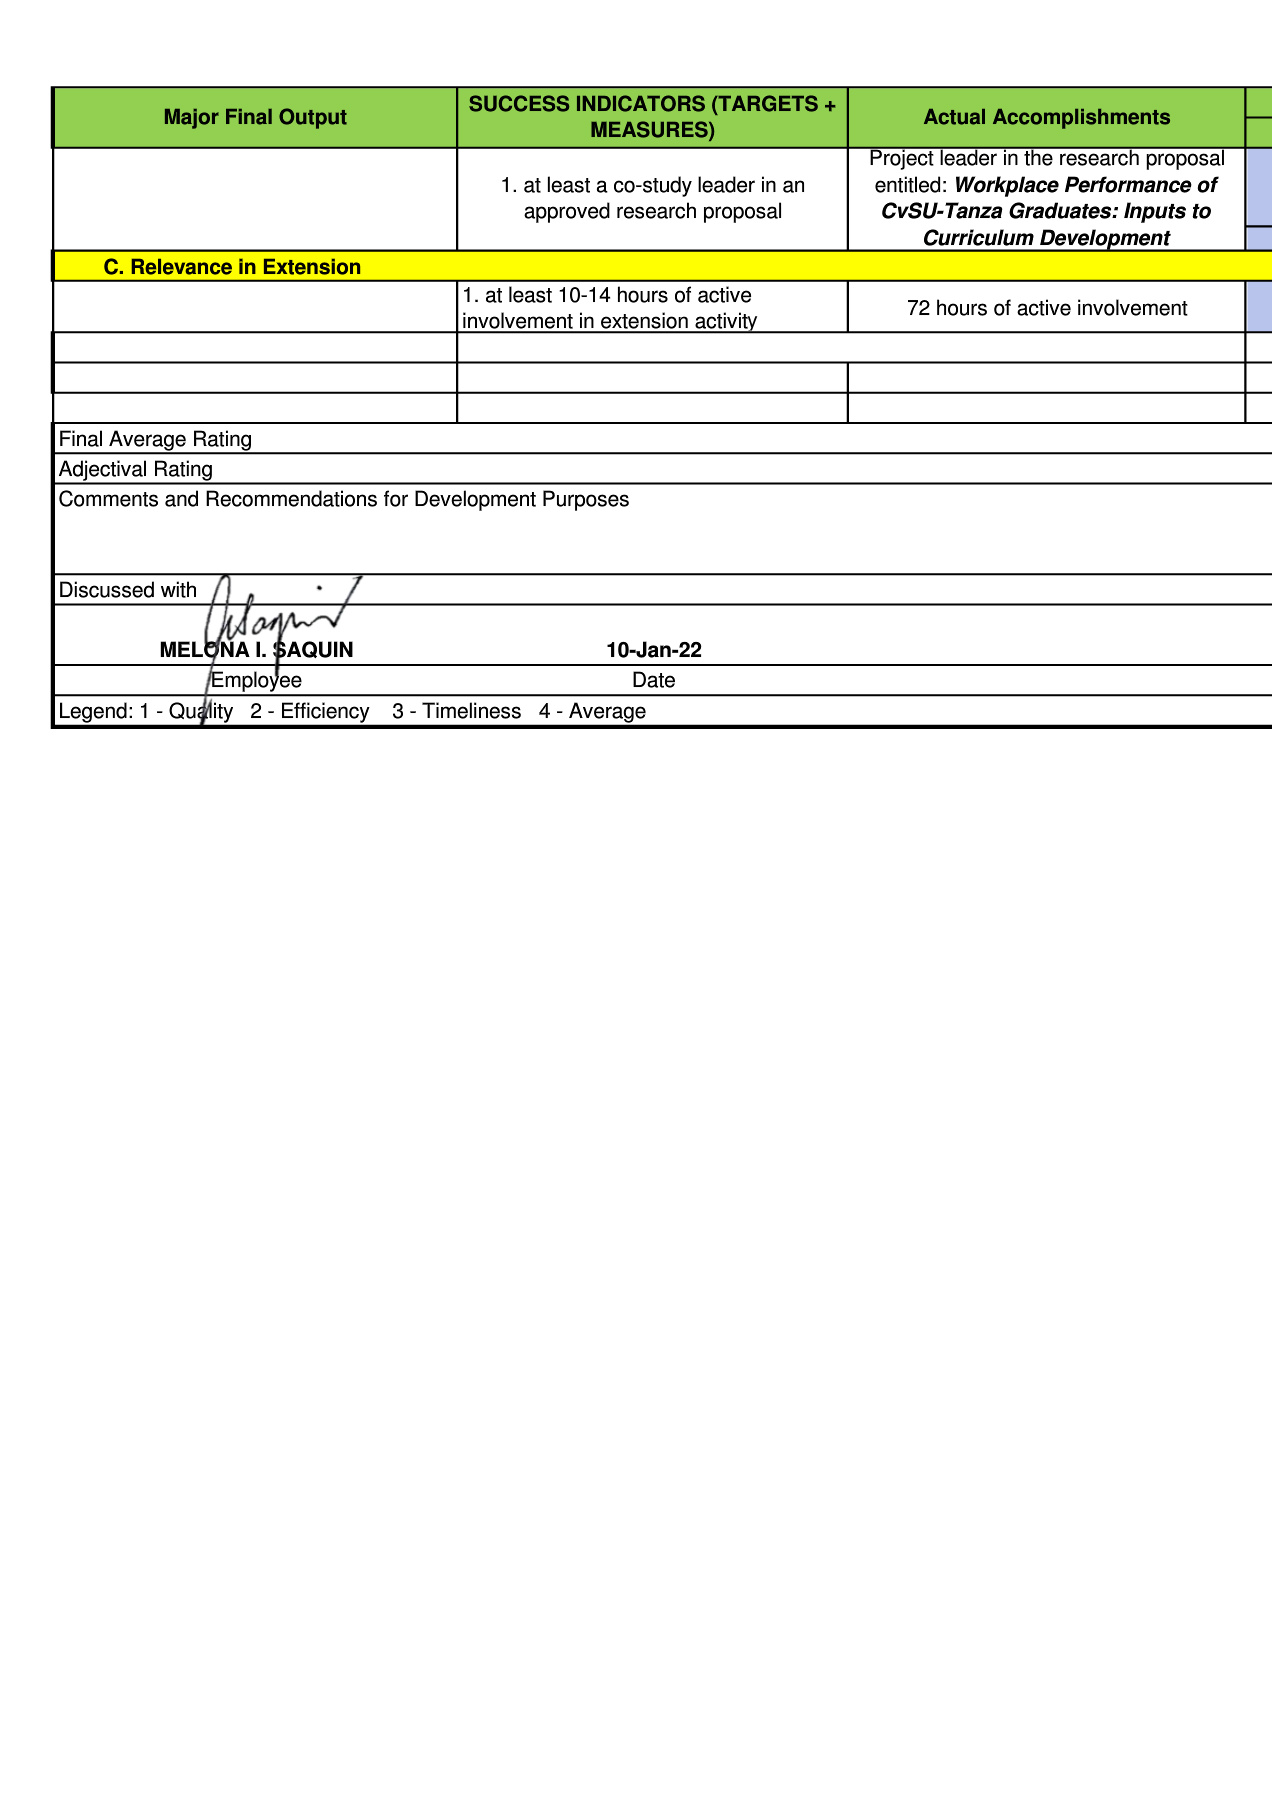 Major Final Output
SUCCESS INDICATORS (TARGETS +
MEASURES)
Actual Accomplishments
1. at least a co-study leader in an
approved research proposal
Project leader in the research proposal
entitled: Workplace Performance of
CvSU-Tanza Graduates: Inputs to
Curriculum Development
C. Relevance in Extension
1. at least 10-14 hours of active
involvement in extension activity
72 hours of active involvement
Final Average Rating
Adjectival Rating
Comments and Recommendations for Development Purposes
Discussed with
MELONA I. SAQUIN
10-Jan-22
Employee
Date
Legend: 1 - Quality 2 - Efficiency 3 - Timeliness 4 - Average